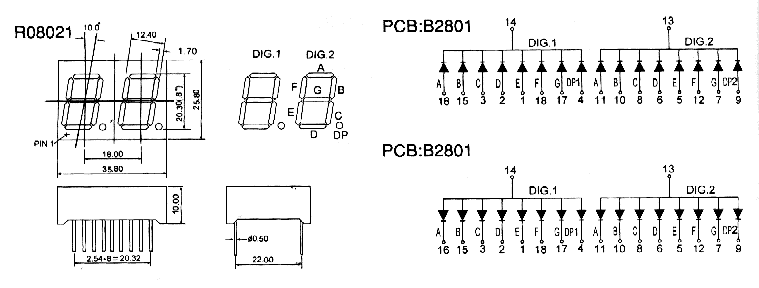 R08021
10.0°
12.40
1.70
20.30(.8")
25.80
PIN 1
18.00
35.80
10.00
2.54×8=20.32
ø0.50
22.00
DIG.1 DIG.2
A
F B
G
E C
D DP
PCB:B2801
14 13
DIG.1 DIG.2
A B C D E F G DP1 A B C D E F G DP2
18 15 3 2 1 18 17 4 11 10 8 6 5 12 7 9
PCB:B2801
14 13
DIG.1 DIG.2
A B C D E F G DP1 A B C D E F G DP2
16 15 3 2 1 18 17 4 11 10 8 6 5 12 7 9